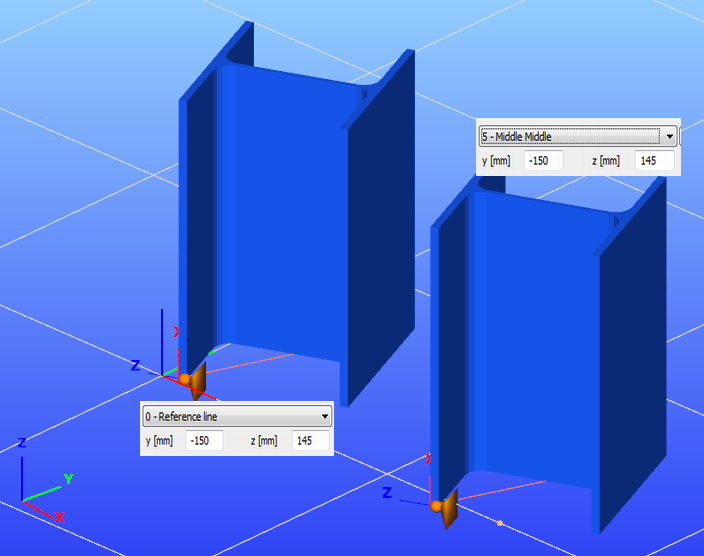 5 - Middle Middle
y [mm] -150 z [mm] 145
X
Z
0 - Reference line
y [mm] -150 z [mm] 145
Z
Y
X
Z